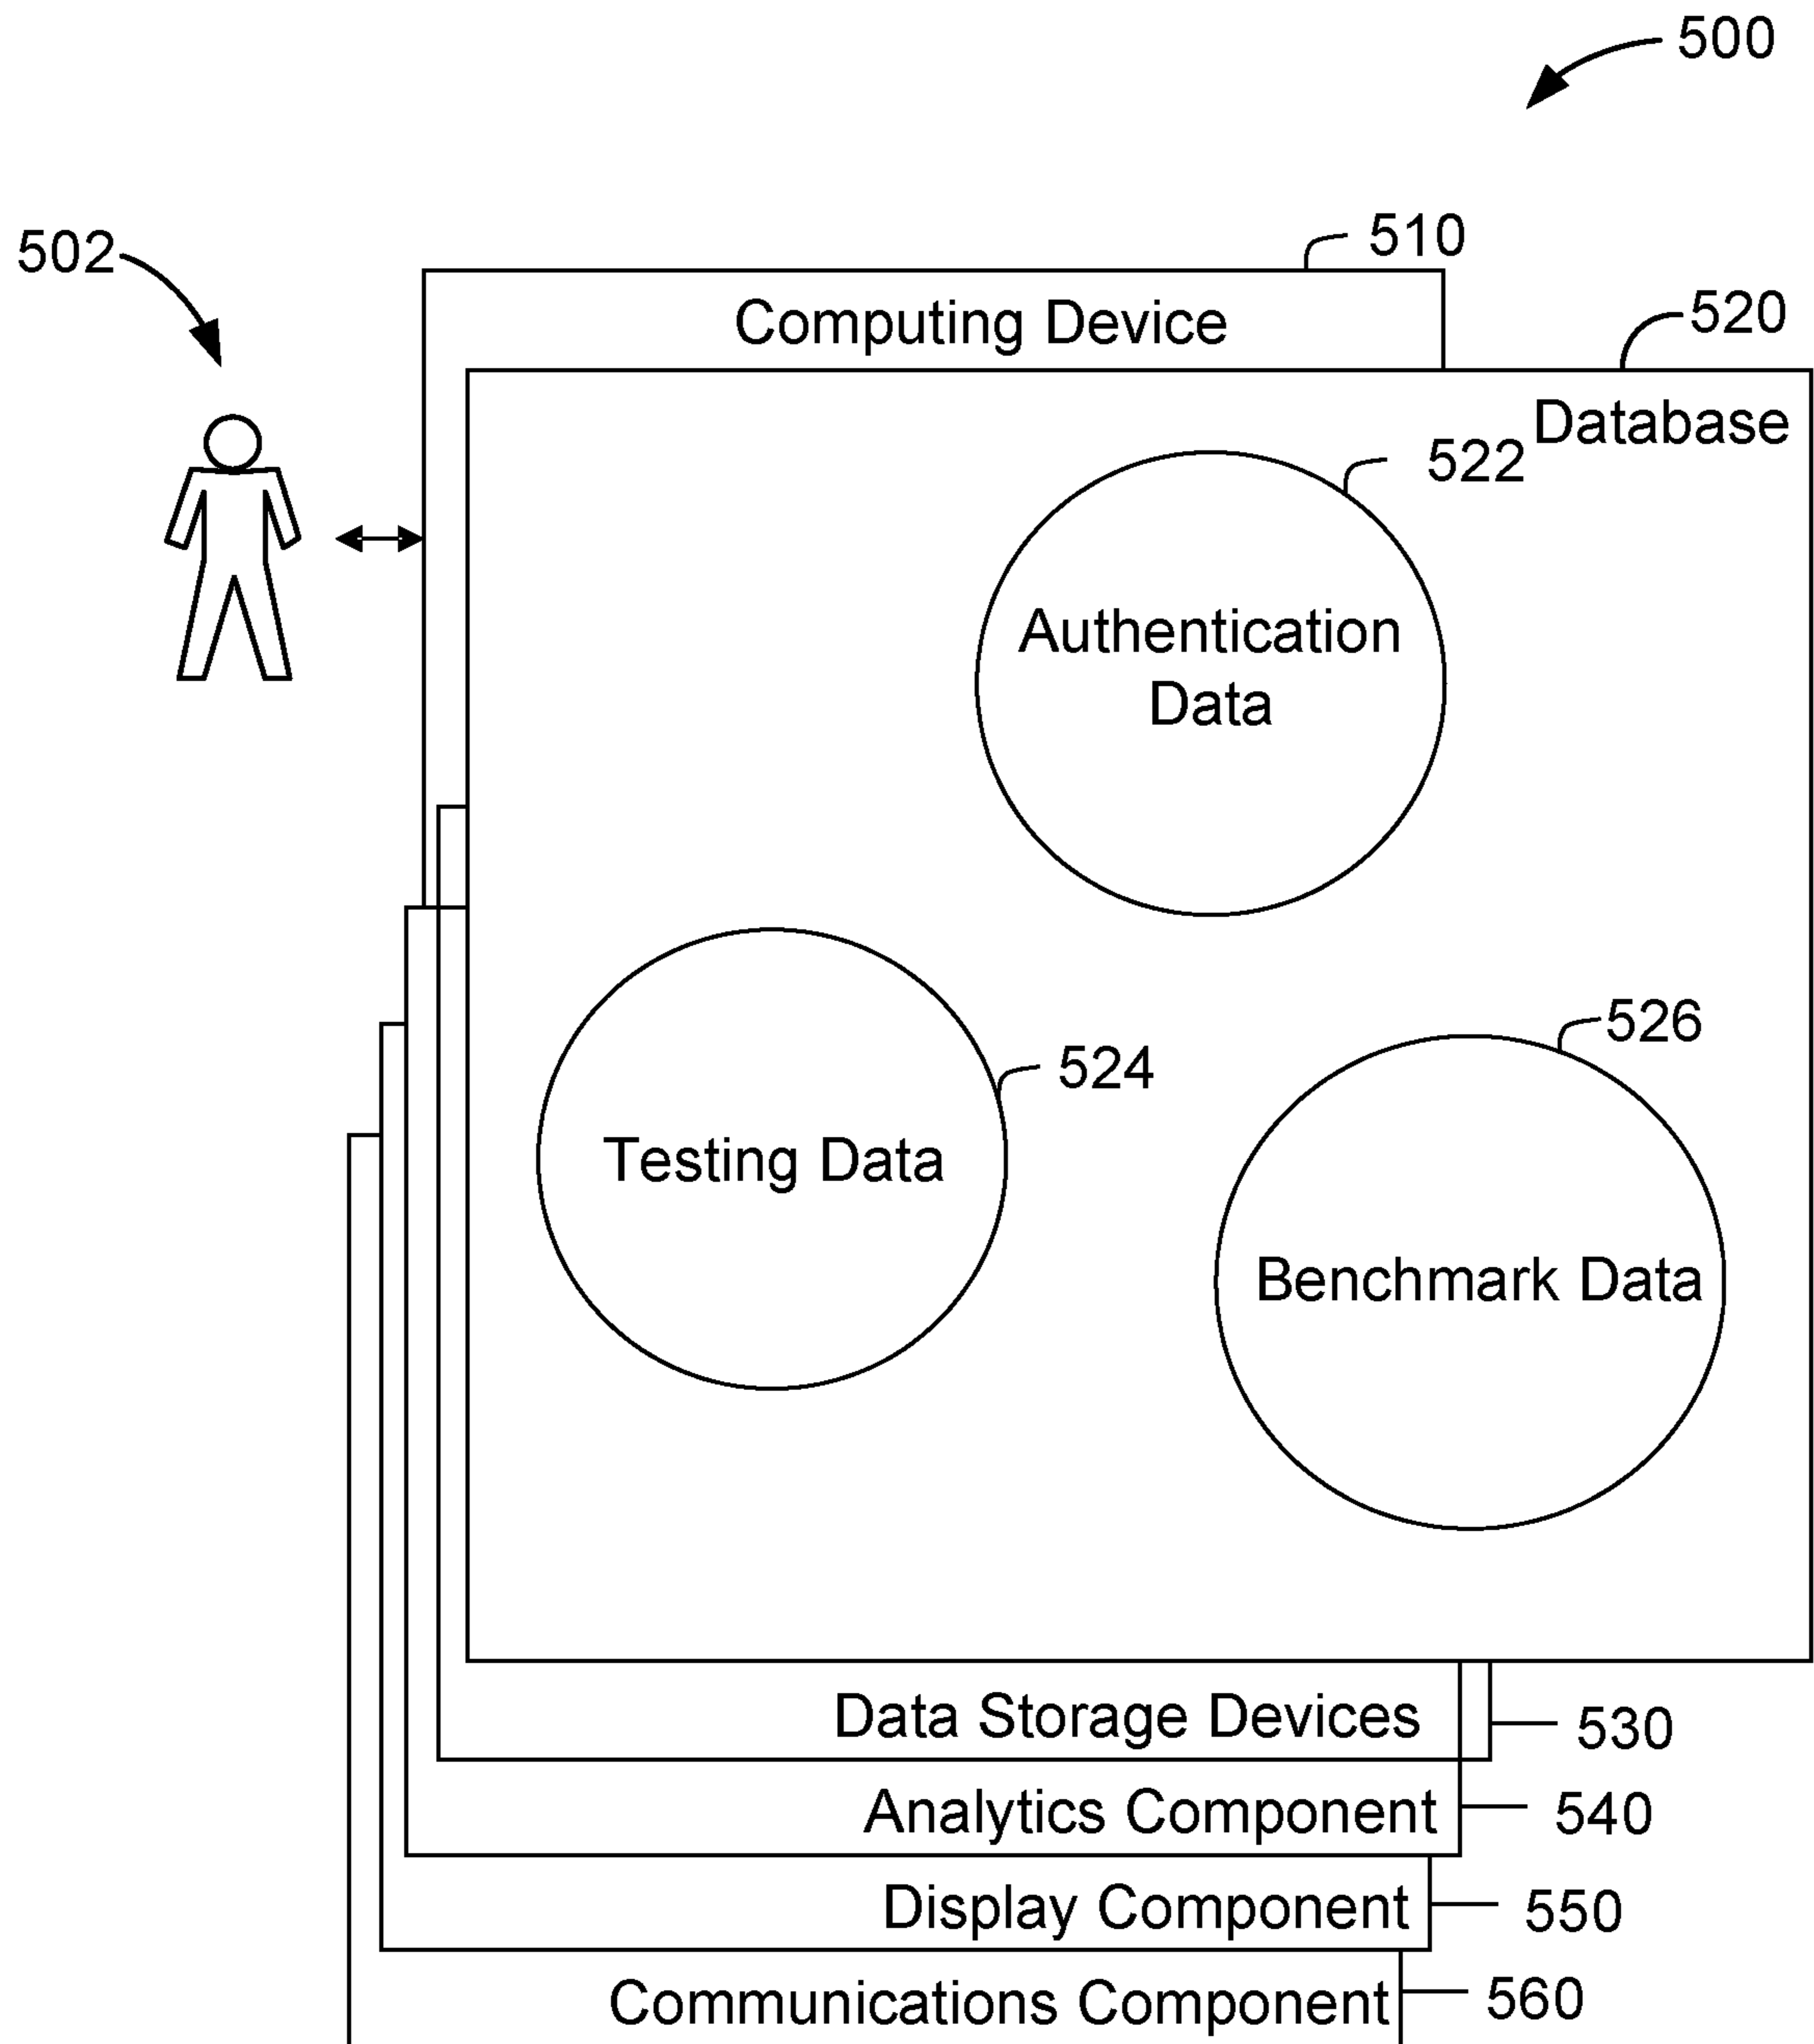 500
502
510
Computing Device
520
Database
522
Authentication
Data
526
524
Testing Data
Benchmark Data
Data Storage Devices
530
Analytics Component
540
Display Component
550
Communications Component
560